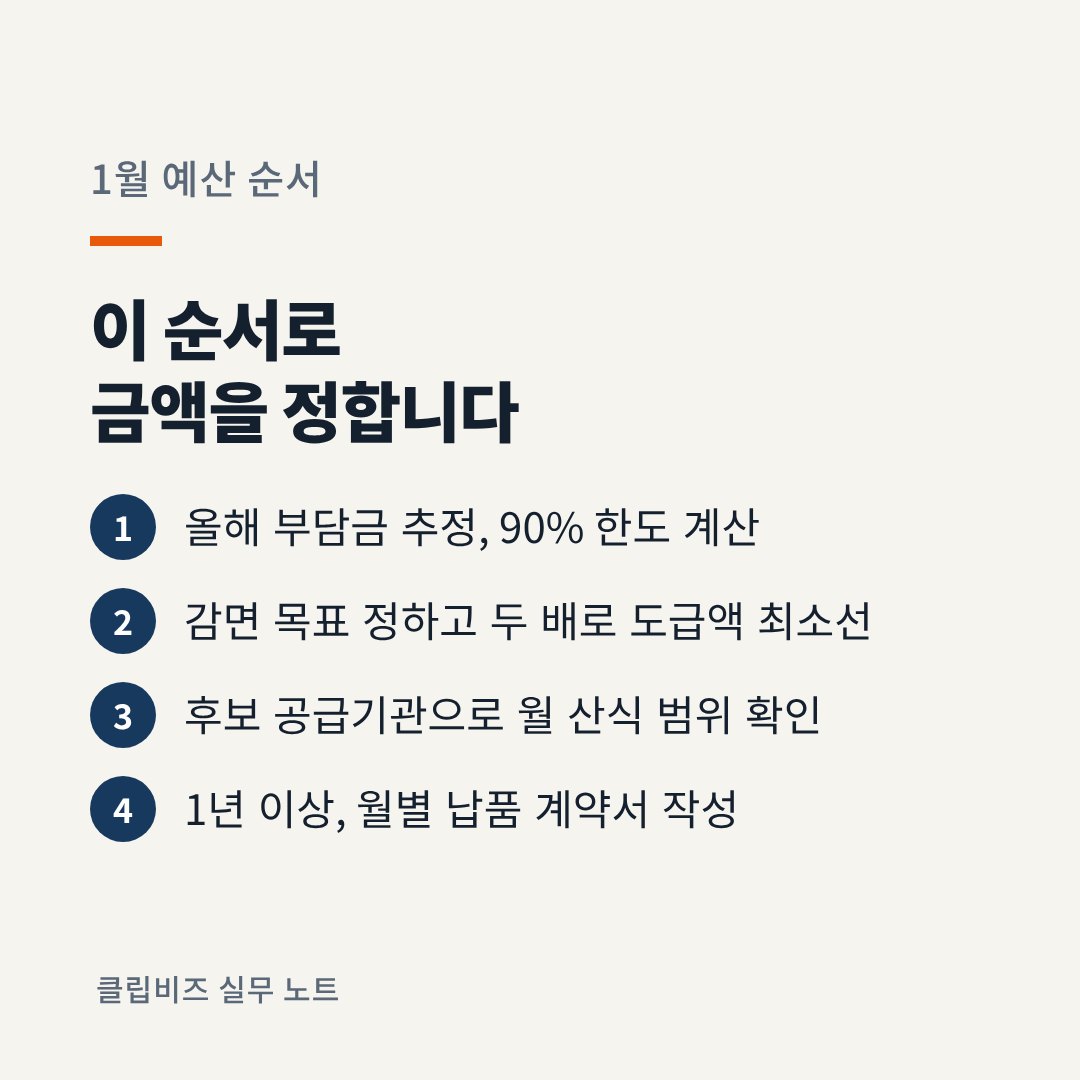 1월 예산 순서
이 순서로
금액을 정합니다
1 올해 부담금 추정, 90% 한도 계산
2 감면 목표 정하고 두 배로 도급액 최소선
3 후보 공급기관으로 월 산식 범위 확인
4 1년 이상, 월별 납품 계약서 작성
클립비즈 실무 노트